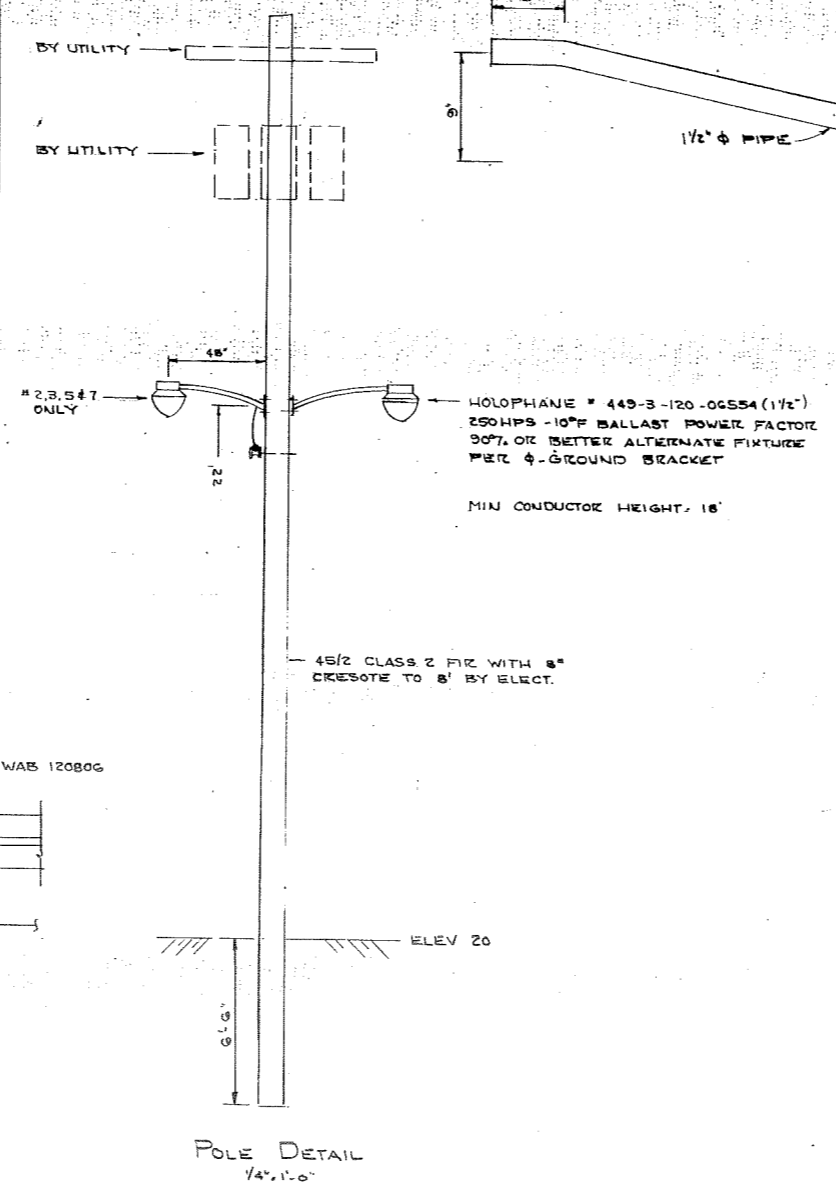 BY UTILITY
BY UTILITY
1½" ϕ PIPE
48"
# 2,3,5 & 7
ONLY
22'
HOLOPHANE # 449-3-120-06554 (1½")
250HPS -10°F BALLAST POWER FACTOR
90% OR BETTER ALTERNATE FIXTURE
PER ϕ-GROUND BRACKET
MIN CONDUCTOR HEIGHT = 18'
45/2 CLASS 2 FIR WITH 8#
CRESOTE TO 8' BY ELECT.
WAB 120806
ELEV 20
6'-6"
POLE DETAIL
¼" = 1'-0"